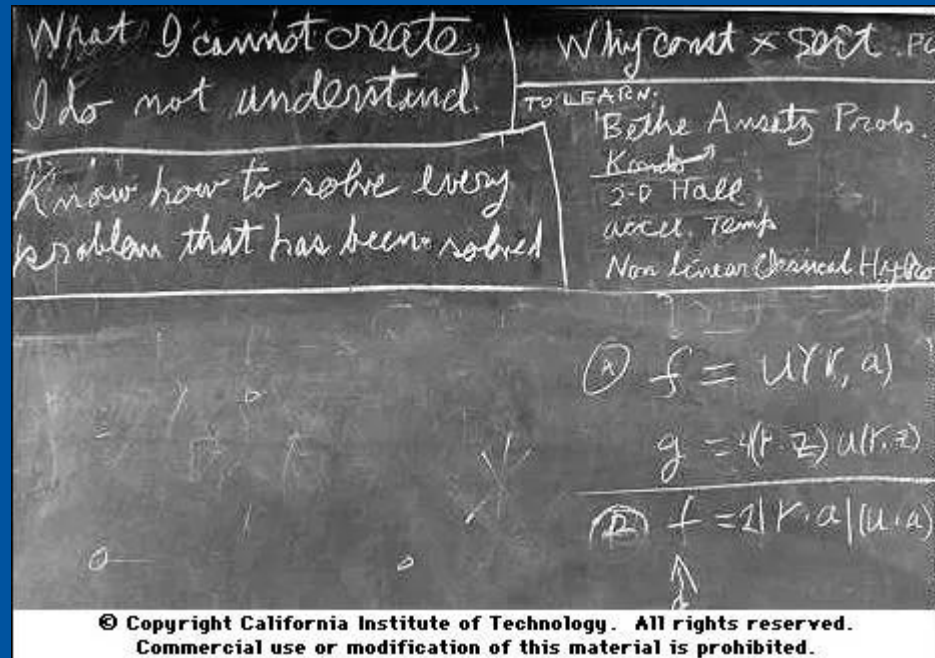 What I cannot create,
I do not understand.
Know how to solve every
problem that has been solved
Why const × sort . PO
TO LEARN:
Bethe Ansatz Probs.
Kondo
2-D Hall
accel. Temp
Non linear Classical Hydro
(A) f = u(r, a)
g = 4(r·z) u(r,z)
f = 2|r·a|(u·a)
© Copyright California Institute of Technology. All rights reserved.
Commercial use or modification of this material is prohibited.